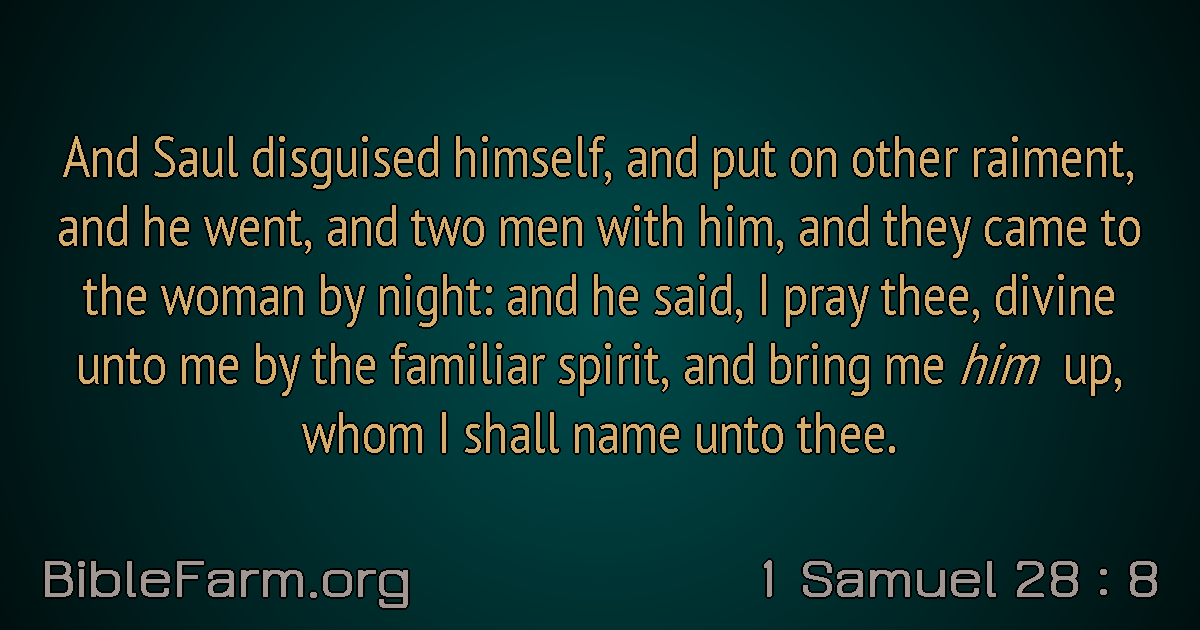 And Saul disguised himself, and put on other raiment,
and he went, and two men with him, and they came to
the woman by night: and he said, I pray thee, divine
unto me by the familiar spirit, and bring me him up,
whom I shall name unto thee.
BibleFarm.org
1 Samuel 28 : 8